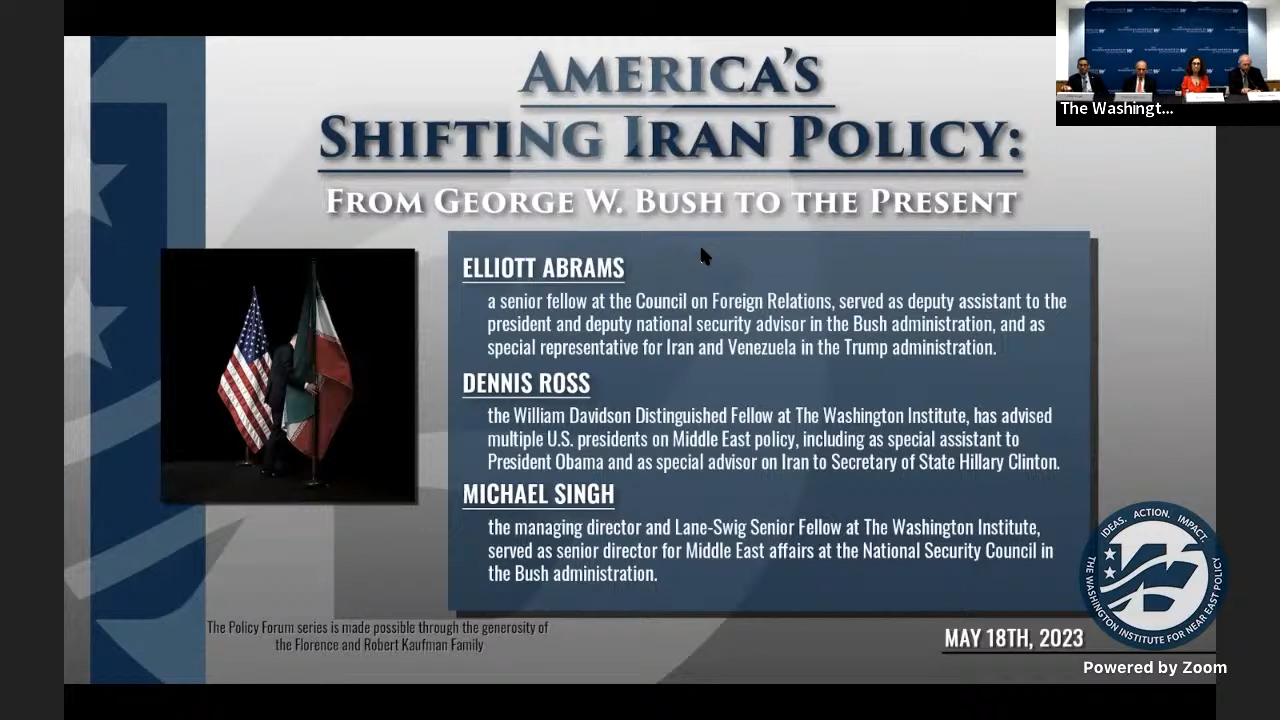 AMERICA'S
SHIFTING IRAN POLICY:
FROM GEORGE W. BUSH TO THE PRESENT
ELLIOTT ABRAMS
a senior fellow at the Council on Foreign Relations, served as deputy assistant to the
president and deputy national security advisor in the Bush administration, and as
special representative for Iran and Venezuela in the Trump administration.
DENNIS ROSS
the William Davidson Distinguished Fellow at The Washington Institute, has advised
multiple U.S. presidents on Middle East policy, including as special assistant to
President Obama and as special advisor on Iran to Secretary of State Hillary Clinton.
MICHAEL SINGH
the managing director and Lane-Swig Senior Fellow at The Washington Institute,
served as senior director for Middle East affairs at the National Security Council in
the Bush administration.
The Policy Forum series is made possible through the generosity of
the Florence and Robert Kaufman Family
MAY 18TH, 2023
IDEAS. ACTION. IMPACT.
THE WASHINGTON INSTITUTE FOR NEAR EAST POLICY
Powered by Zoom
The Washingt...